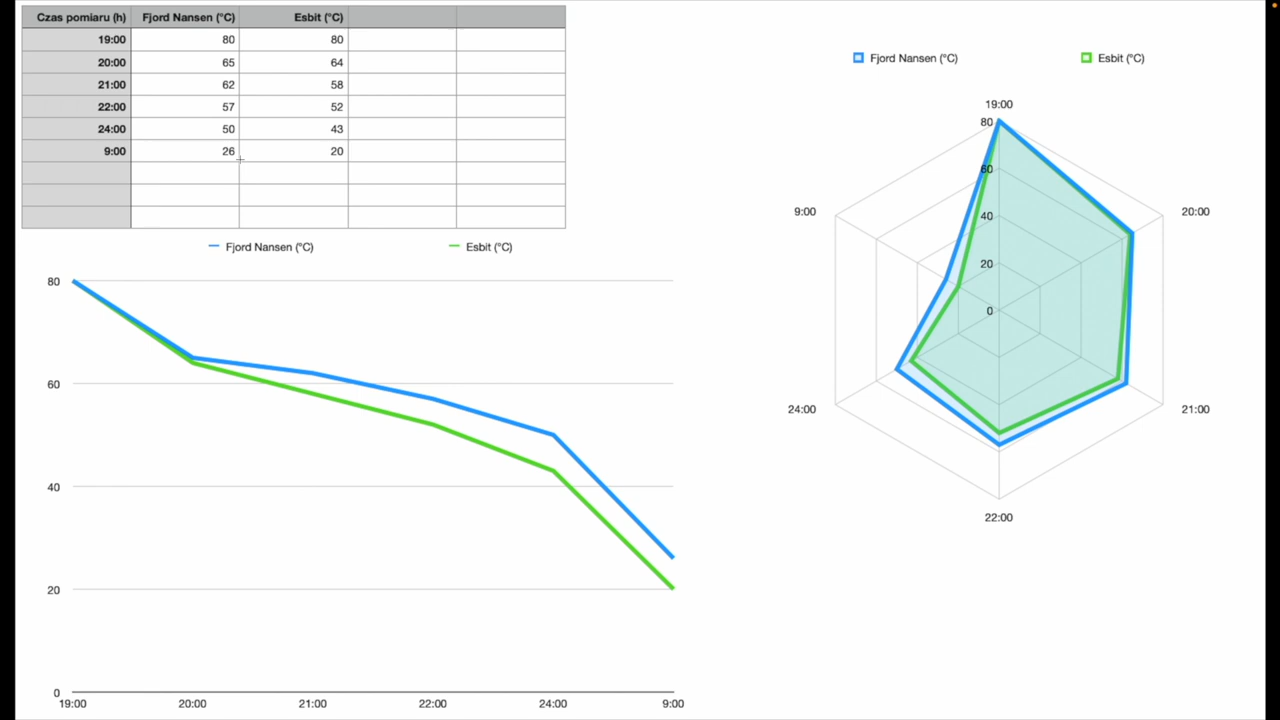 Czas pomiaru (h) Fjord Nansen (°C) Esbit (°C)
19:00 80 80
20:00 65 64
21:00 62 58
22:00 57 52
24:00 50 43
9:00 26 20
Fjord Nansen (°C) Esbit (°C)
80
60
40
20
0
19:00 20:00 21:00 22:00 24:00 9:00
Fjord Nansen (°C) Esbit (°C)
19:00
80
60
40
20
0
9:00 20:00
24:00 21:00
22:00